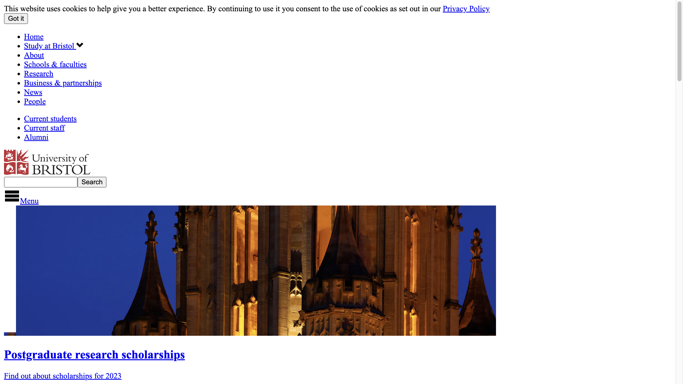 This website uses cookies to help give you a better experience. By continuing to use it you consent to the use of cookies as set out in our Privacy Policy
Got it
Home
Study at Bristol
About
Schools & faculties
Research
Business & partnerships
News
People
Current students
Current staff
Alumni
University of
BRISTOL
Search
Menu
Postgraduate research scholarships
Find out about scholarships for 2023